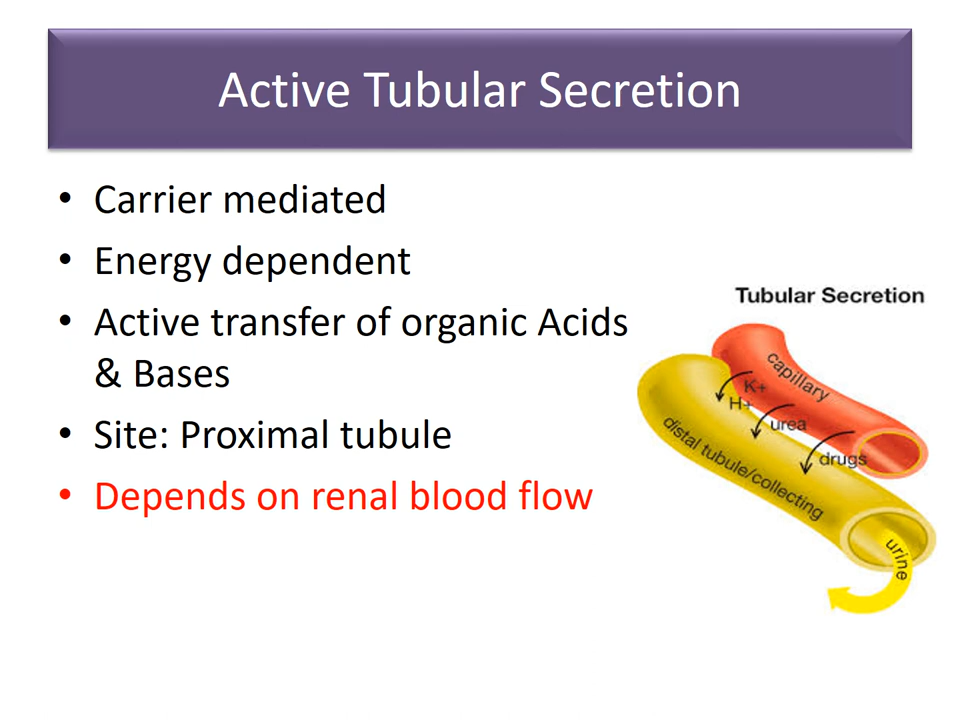 Active Tubular Secretion
• Carrier mediated
• Energy dependent
• Active transfer of organic Acids
& Bases
• Site: Proximal tubule
• Depends on renal blood flow
Tubular Secretion
capillary
K+
H+
urea
drugs
distal tubule/collecting
urine